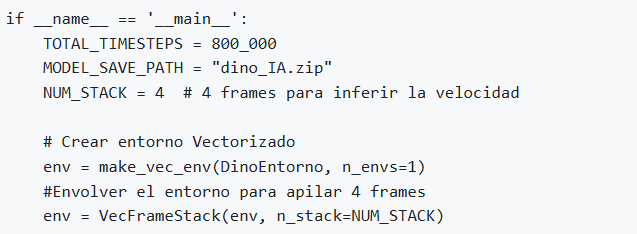 if __name__ == '__main__':
    TOTAL_TIMESTEPS = 800_000
    MODEL_SAVE_PATH = "dino_IA.zip"
    NUM_STACK = 4  # 4 frames para inferir la velocidad

    # Crear entorno Vectorizado
    env = make_vec_env(DinoEntorno, n_envs=1)
    #Envolver el entorno para apilar 4 frames
    env = VecFrameStack(env, n_stack=NUM_STACK)